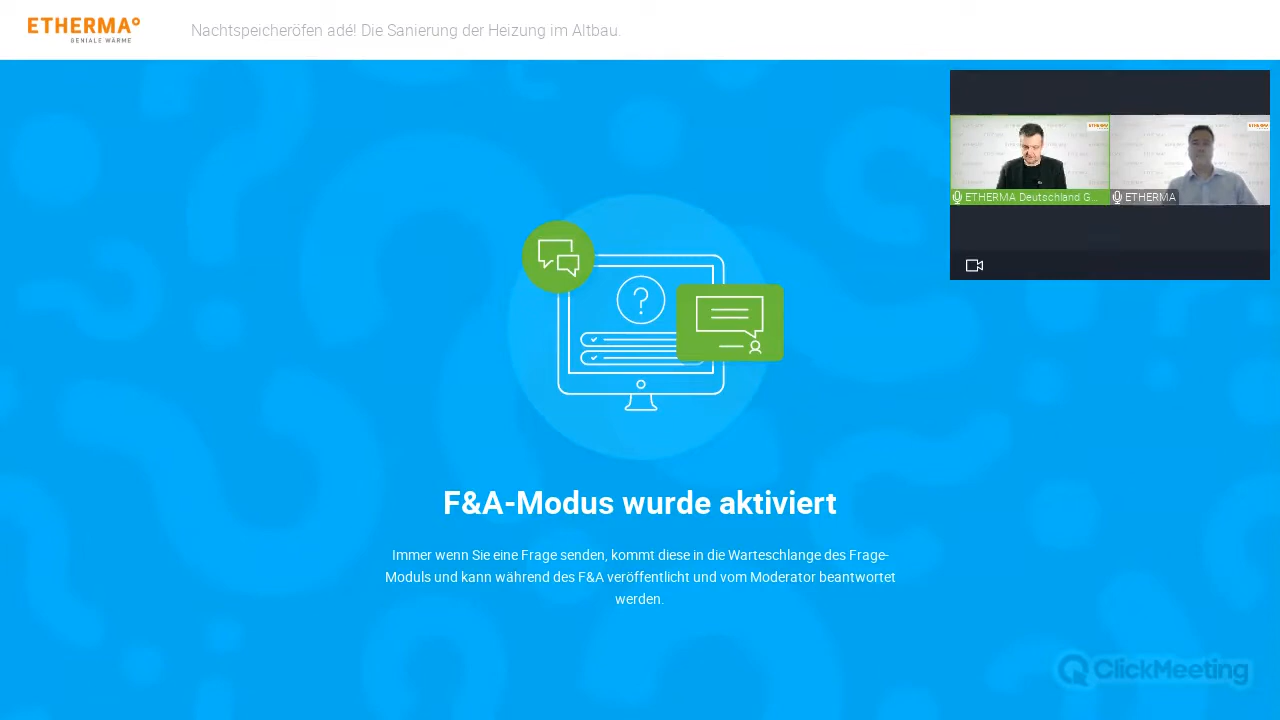 ETHERMA°
GENIALE WÄRME
Nachtspeicheröfen adé! Die Sanierung der Heizung im Altbau.
ETHERMA
ETHERMA Deutschland G...
ETHERMA
F&A-Modus wurde aktiviert
Immer wenn Sie eine Frage senden, kommt diese in die Warteschlange des Frage-
Moduls und kann während des F&A veröffentlicht und vom Moderator beantwortet
werden.
ClickMeeting